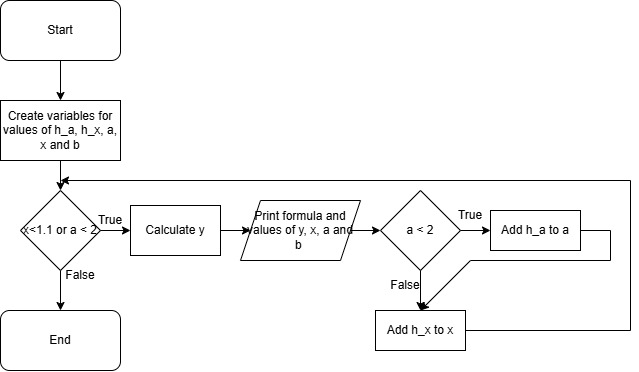 Start
Create variables for
values of h_a, h_x, a,
x and b
x<1.1 or a < 2
True
Calculate y
Print formula and
values of y, x, a and
b
a < 2
True
Add h_a to a
False
False
Add h_x to x
End